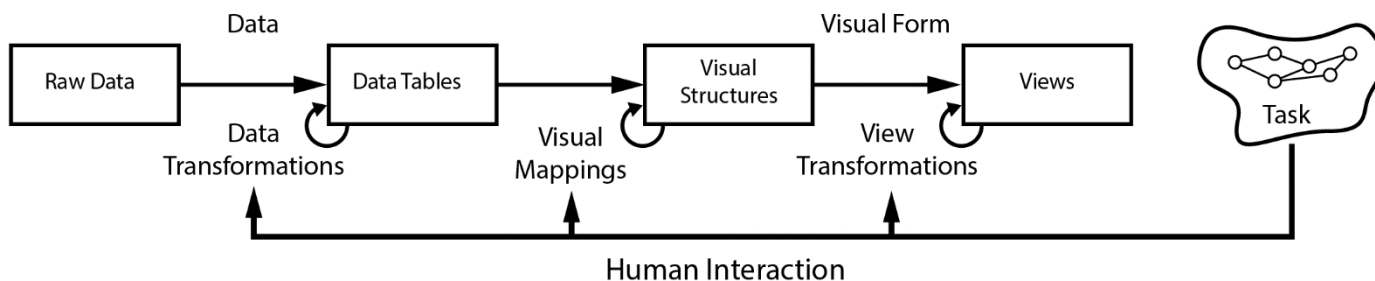 Data
Visual Form
Raw Data
Data Tables
Visual
Structures
Views
Task
Data
Transformations
Visual
Mappings
View
Transformations
Human Interaction